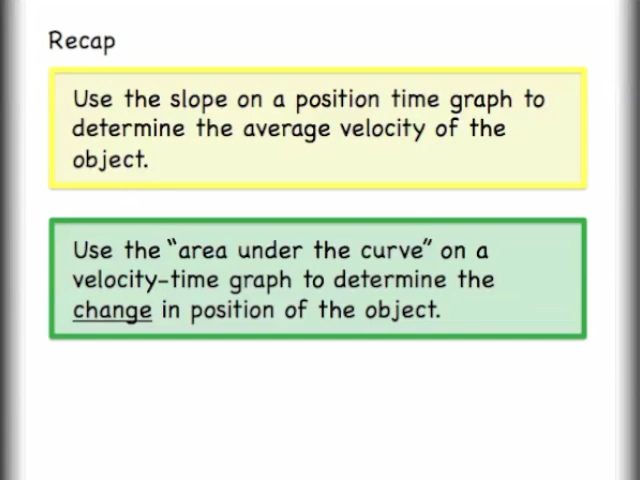 Recap
Use the slope on a position time graph to
determine the average velocity of the
object.
Use the “area under the curve” on a
velocity-time graph to determine the
change in position of the object.